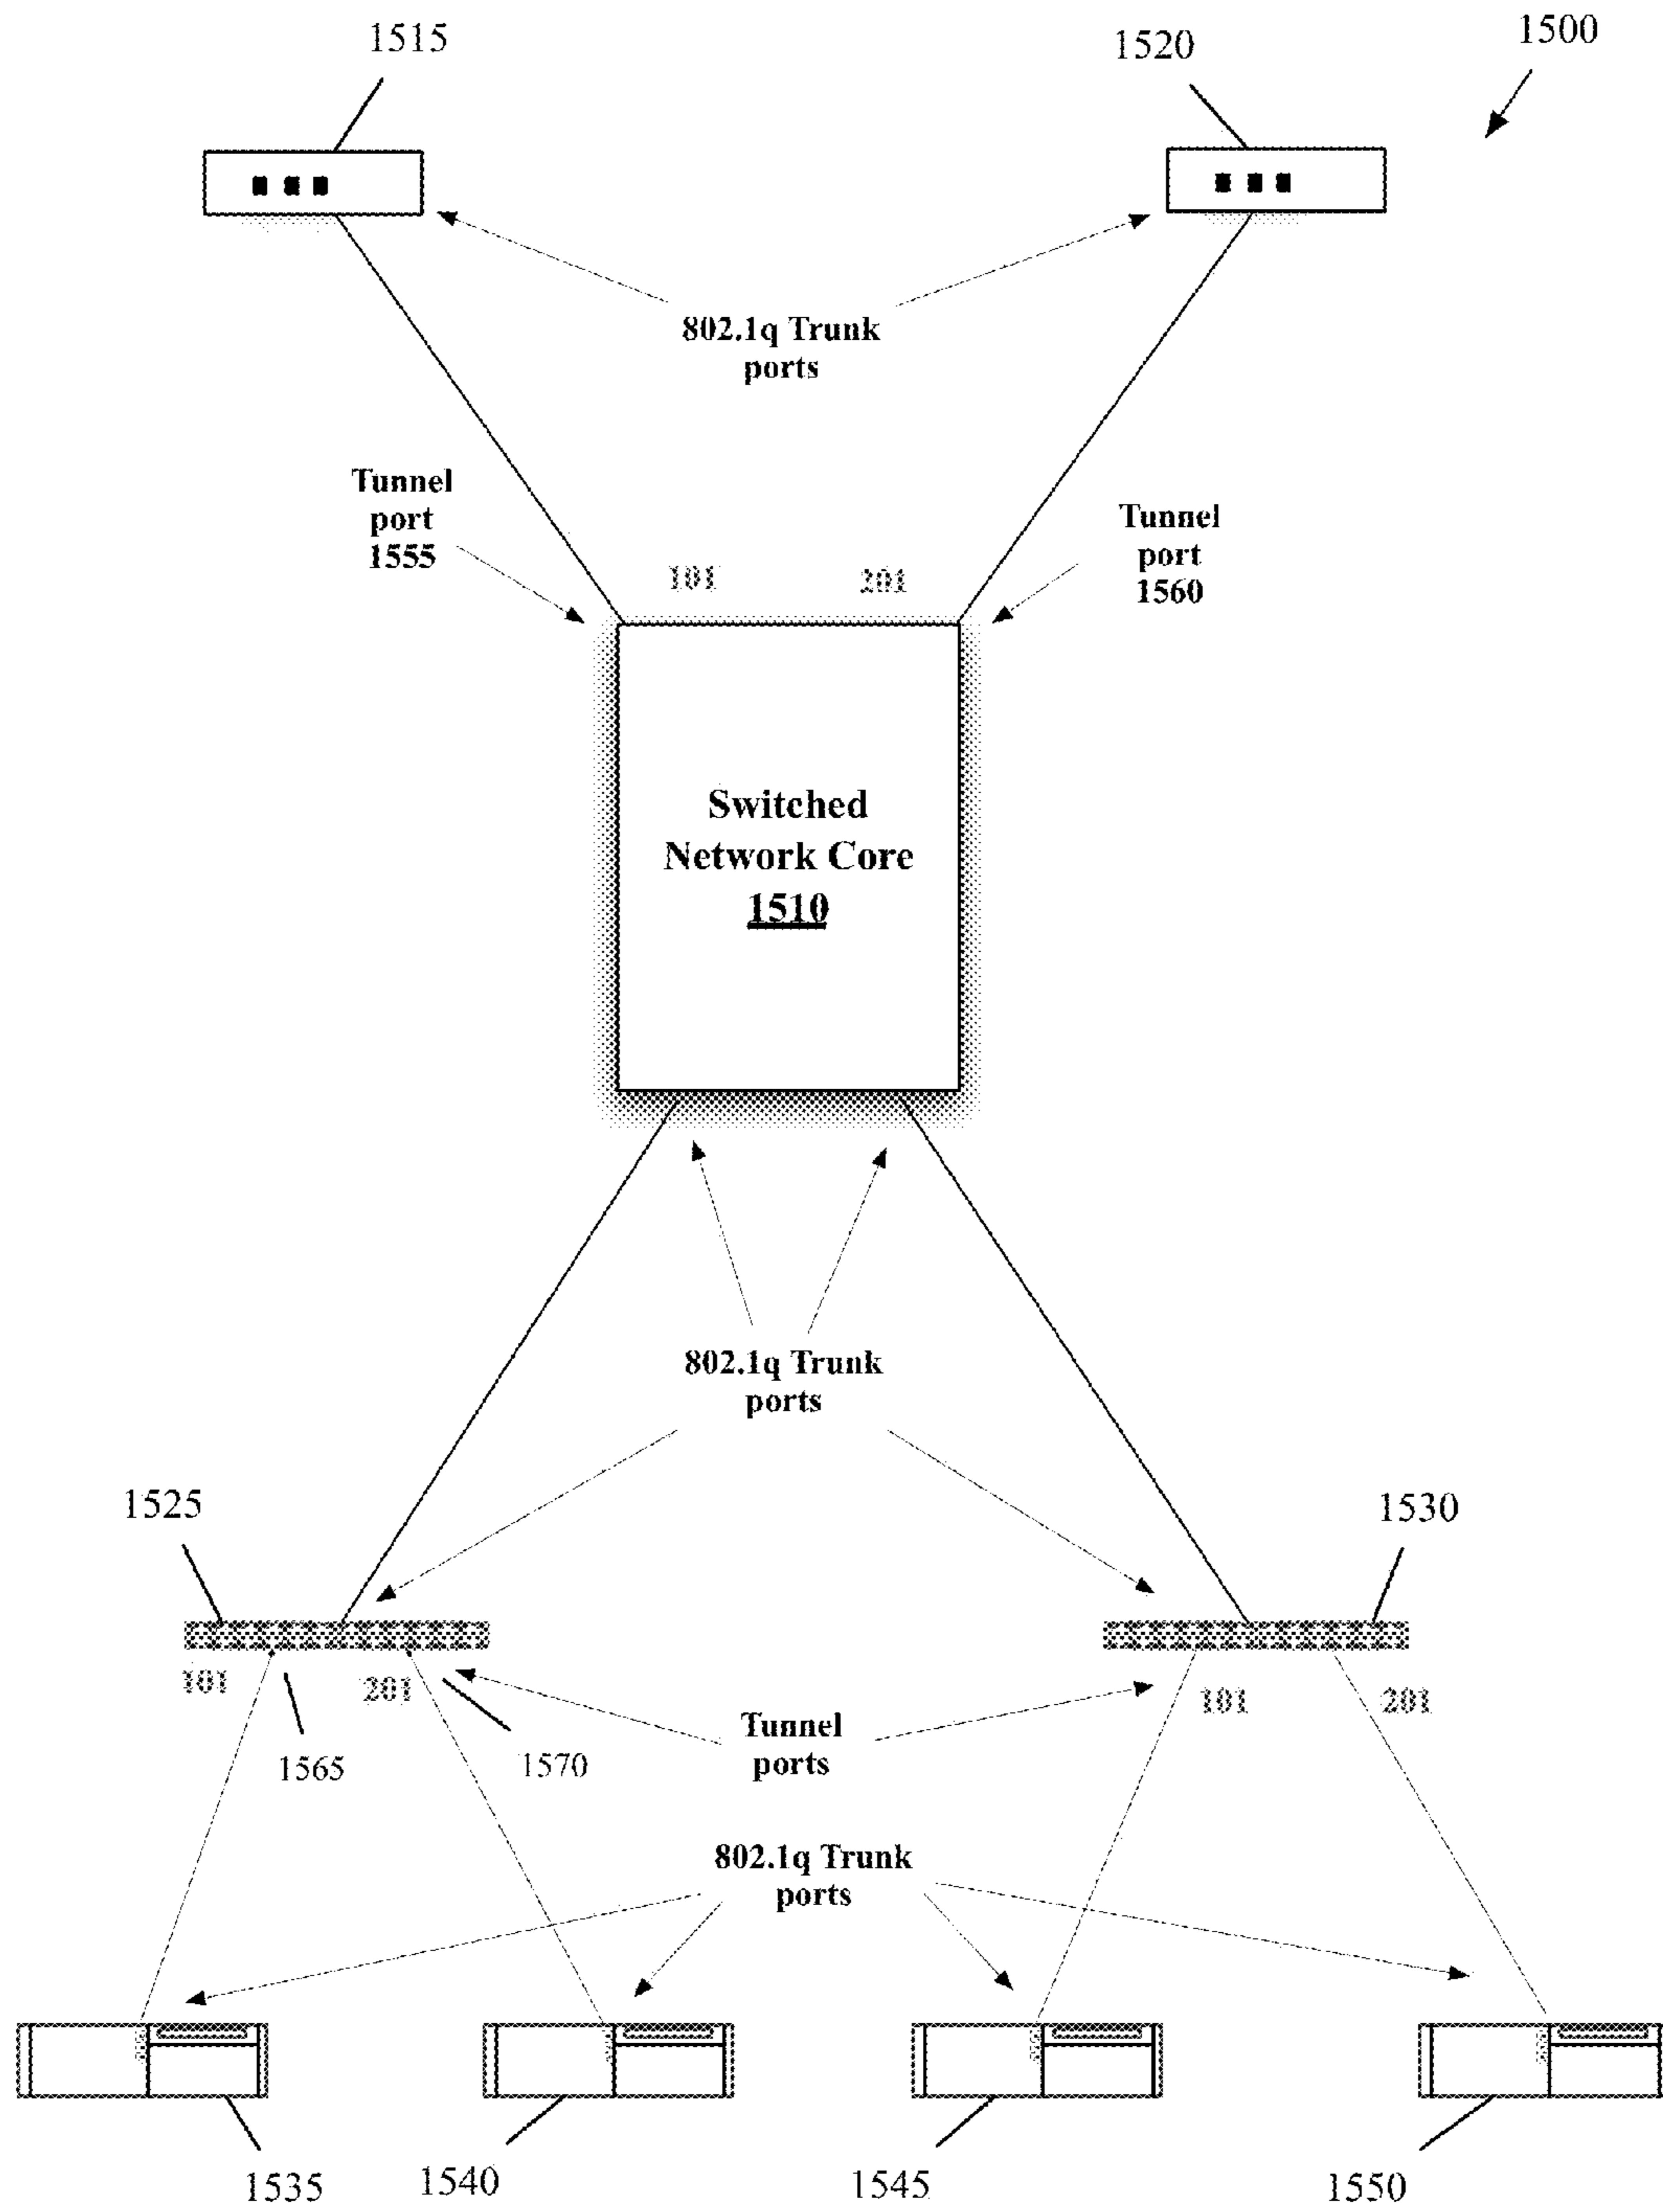 1515
1520
1500
802.1q Trunk
ports
Tunnel
port
1555
Tunnel
port
1560
101
201
Switched
Network Core
1510
802.1q Trunk
ports
1525
1530
101
201
1565
1570
Tunnel
ports
101
201
802.1q Trunk
ports
1535
1540
1545
1550